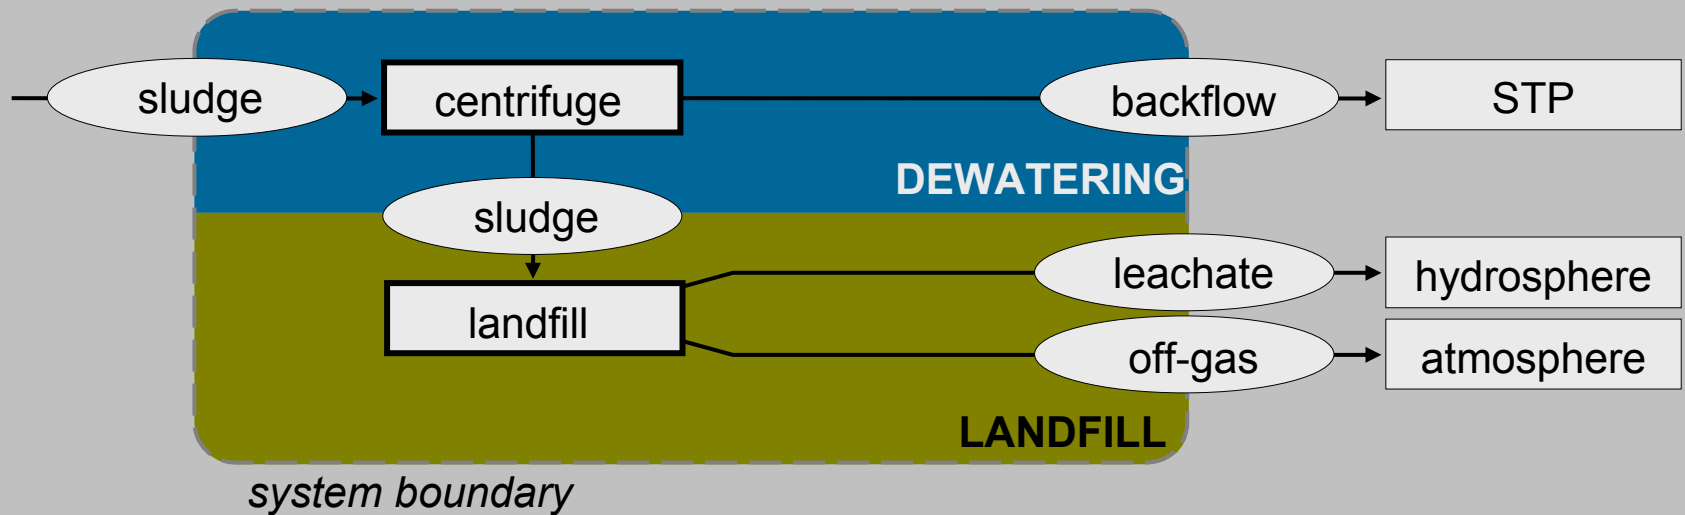 sludge
centrifuge
backflow
STP
DEWATERING
sludge
leachate
hydrosphere
landfill
off-gas
atmosphere
LANDFILL
system boundary